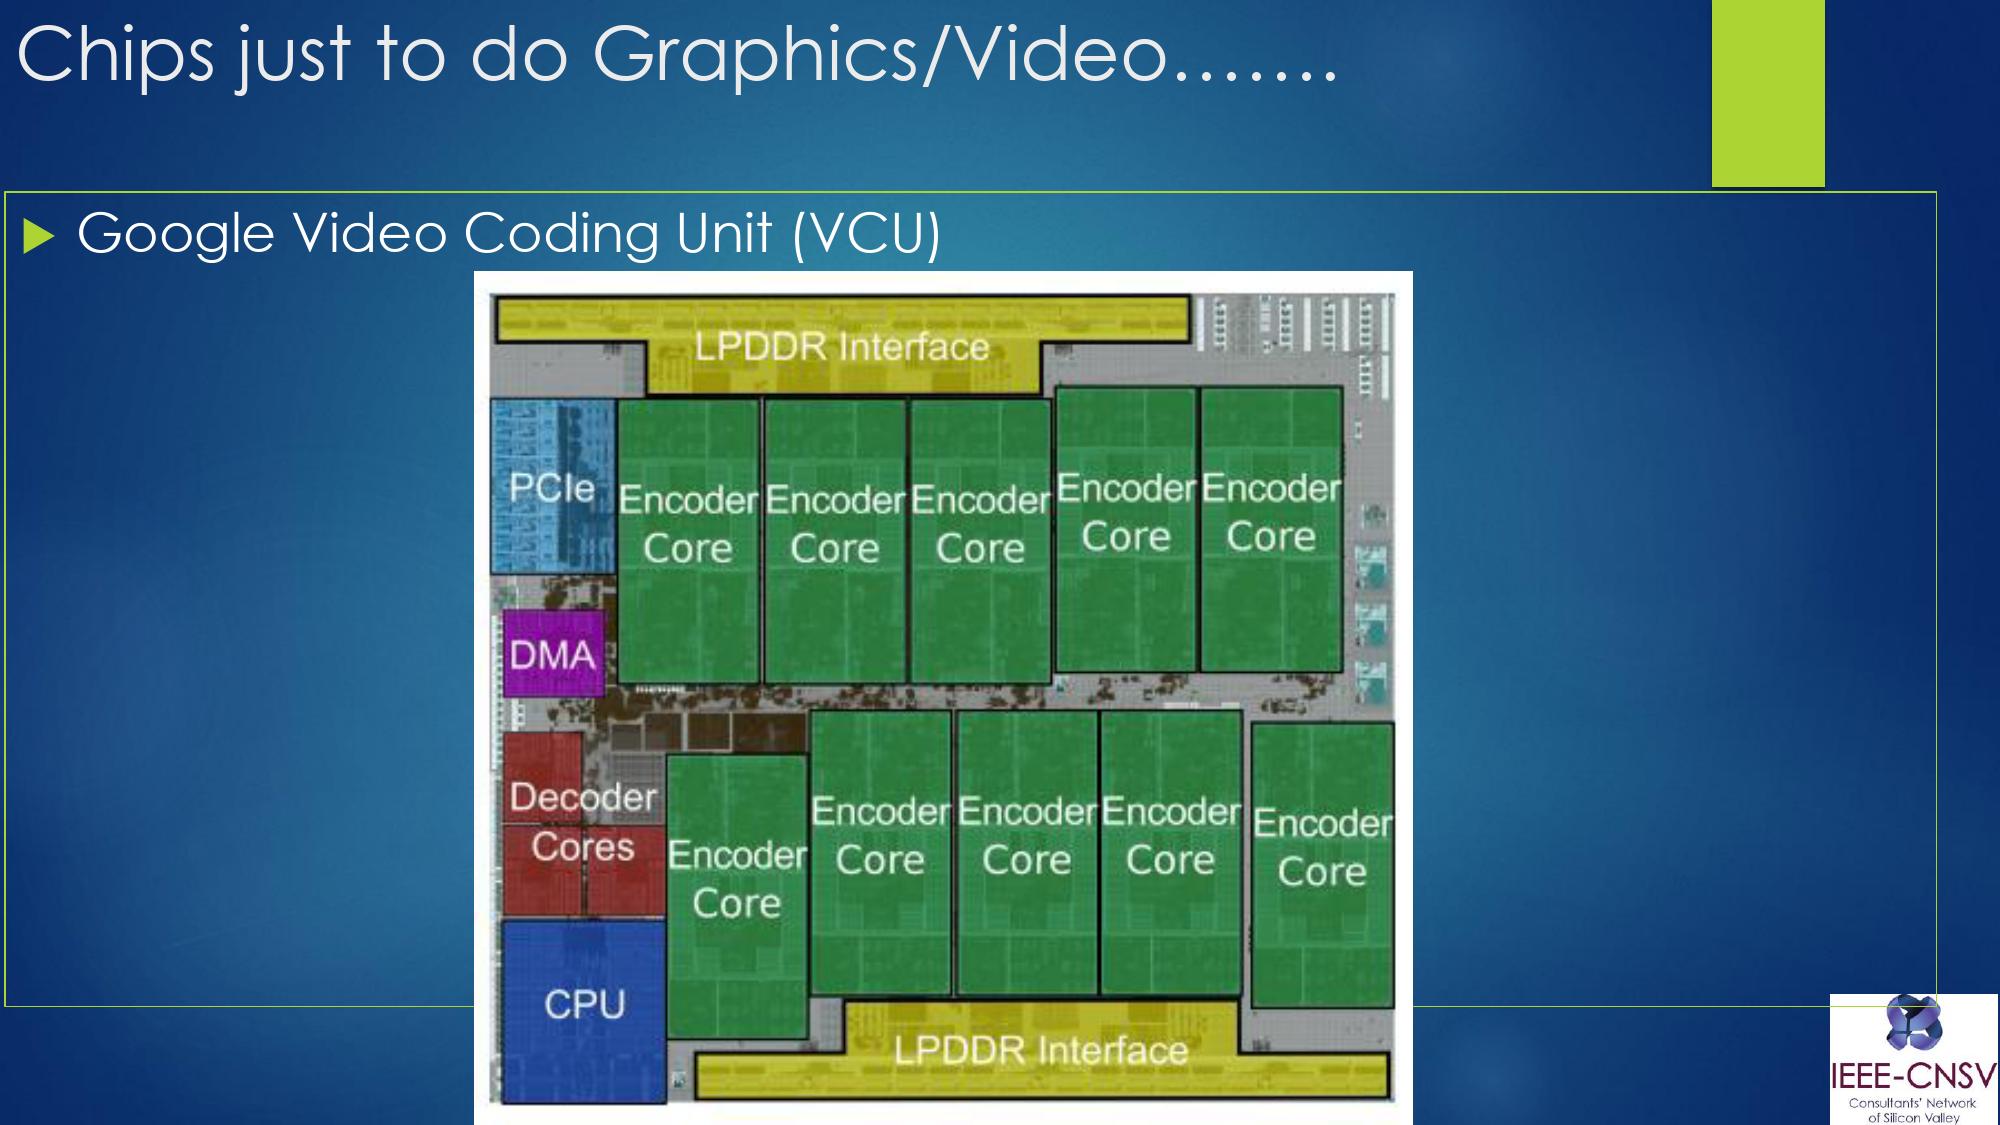 Chips just to do Graphics/Video.......
Google Video Coding Unit (VCU)
LPDDR Interface
PCIe
Encoder
Core
Encoder
Core
Encoder
Core
Encoder
Core
Encoder
Core
DMA
Decoder
Cores
Encoder
Core
Encoder
Core
Encoder
Core
Encoder
Core
Encoder
Core
CPU
LPDDR Interface
IEEE-CNSV
Consultants' Network
of Silicon Valley